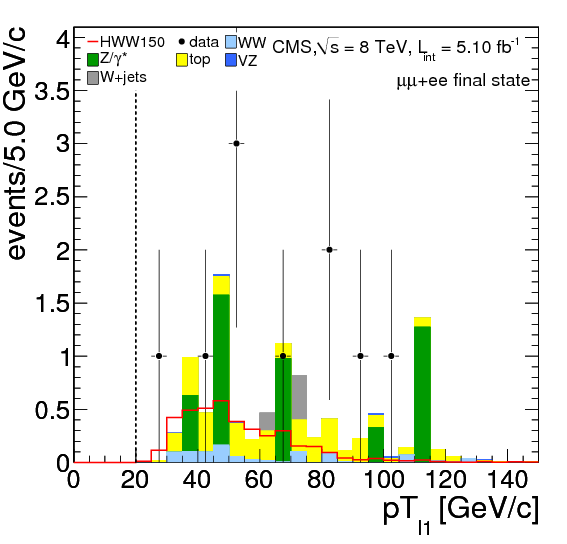 HWW150 data WW
Z/γ* top VZ
W+jets
CMS,√s = 8 TeV, L_int = 5.10 fb⁻¹
μμ+ee final state
events/5.0 GeV/c
4
3.5
3
2.5
2
1.5
1
0.5
0
0 20 40 60 80 100 120 140
pT_l1 [GeV/c]